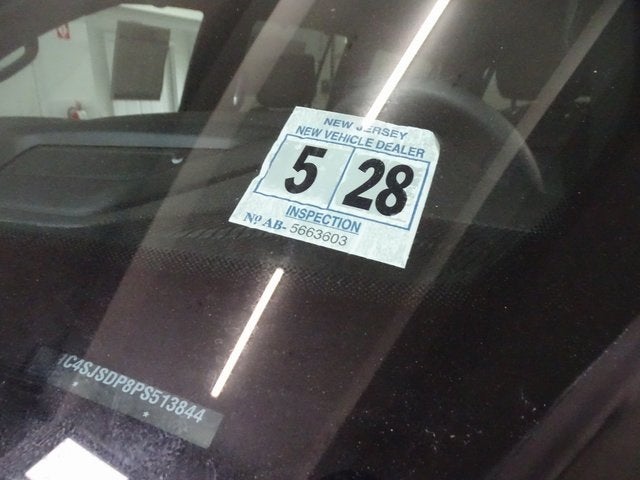 NEW JERSEY
NEW VEHICLE DEALER
5 28
INSPECTION
No AB- 5663603
1C4SJSDP8PS513844